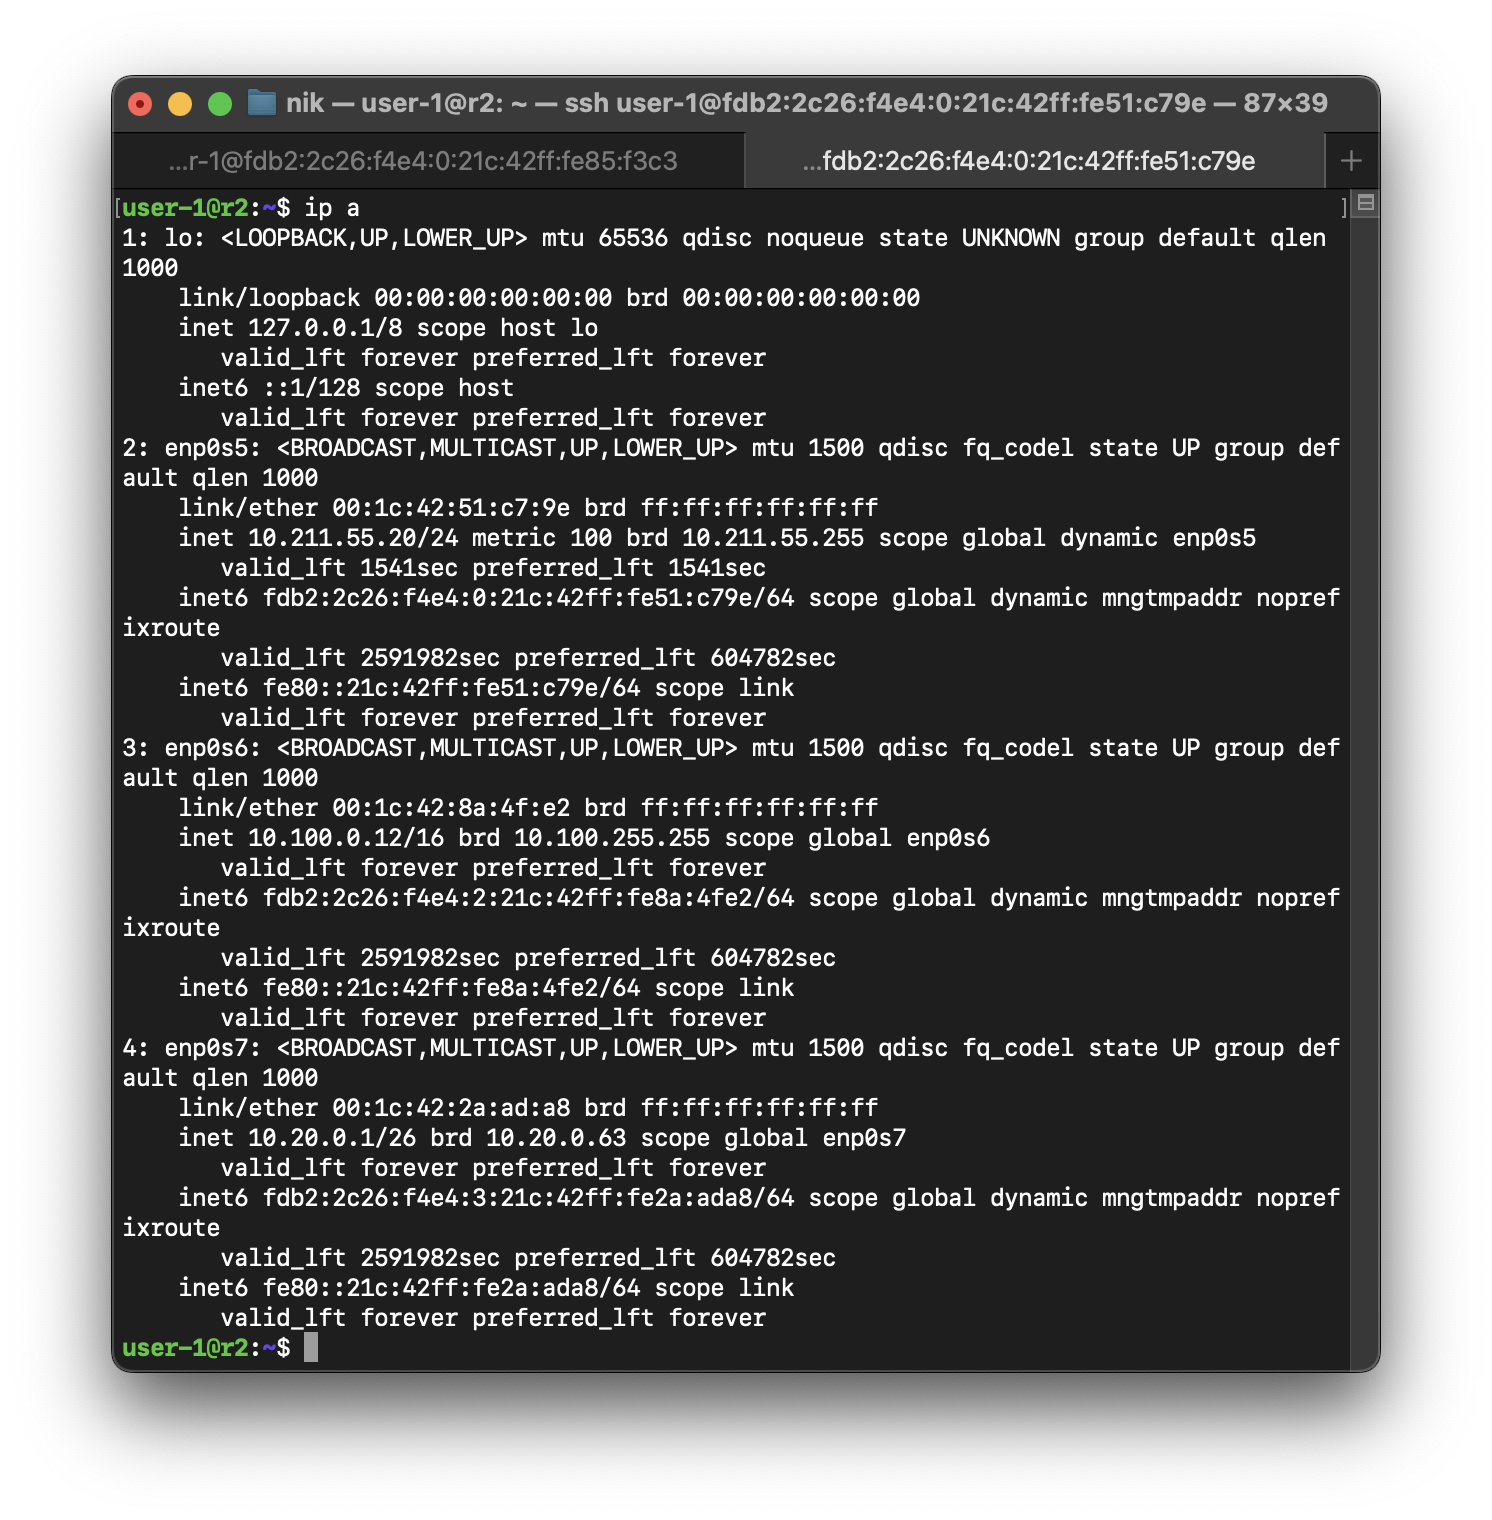 nik — user-1@r2: ~ — ssh user-1@fdb2:2c26:f4e4:0:21c:42ff:fe51:c79e — 87×39
...r-1@fdb2:2c26:f4e4:0:21c:42ff:fe85:f3c3
...fdb2:2c26:f4e4:0:21c:42ff:fe51:c79e
+
[user-1@r2:~$ ip a ]
1: lo: <LOOPBACK,UP,LOWER_UP> mtu 65536 qdisc noqueue state UNKNOWN group default qlen
1000
    link/loopback 00:00:00:00:00:00 brd 00:00:00:00:00:00
    inet 127.0.0.1/8 scope host lo
       valid_lft forever preferred_lft forever
    inet6 ::1/128 scope host
       valid_lft forever preferred_lft forever
2: enp0s5: <BROADCAST,MULTICAST,UP,LOWER_UP> mtu 1500 qdisc fq_codel state UP group def
ault qlen 1000
    link/ether 00:1c:42:51:c7:9e brd ff:ff:ff:ff:ff:ff
    inet 10.211.55.20/24 metric 100 brd 10.211.55.255 scope global dynamic enp0s5
       valid_lft 1541sec preferred_lft 1541sec
    inet6 fdb2:2c26:f4e4:0:21c:42ff:fe51:c79e/64 scope global dynamic mngtmpaddr nopref
ixroute
       valid_lft 2591982sec preferred_lft 604782sec
    inet6 fe80::21c:42ff:fe51:c79e/64 scope link
       valid_lft forever preferred_lft forever
3: enp0s6: <BROADCAST,MULTICAST,UP,LOWER_UP> mtu 1500 qdisc fq_codel state UP group def
ault qlen 1000
    link/ether 00:1c:42:8a:4f:e2 brd ff:ff:ff:ff:ff:ff
    inet 10.100.0.12/16 brd 10.100.255.255 scope global enp0s6
       valid_lft forever preferred_lft forever
    inet6 fdb2:2c26:f4e4:2:21c:42ff:fe8a:4fe2/64 scope global dynamic mngtmpaddr nopref
ixroute
       valid_lft 2591982sec preferred_lft 604782sec
    inet6 fe80::21c:42ff:fe8a:4fe2/64 scope link
       valid_lft forever preferred_lft forever
4: enp0s7: <BROADCAST,MULTICAST,UP,LOWER_UP> mtu 1500 qdisc fq_codel state UP group def
ault qlen 1000
    link/ether 00:1c:42:2a:ad:a8 brd ff:ff:ff:ff:ff:ff
    inet 10.20.0.1/26 brd 10.20.0.63 scope global enp0s7
       valid_lft forever preferred_lft forever
    inet6 fdb2:2c26:f4e4:3:21c:42ff:fe2a:ada8/64 scope global dynamic mngtmpaddr nopref
ixroute
       valid_lft 2591982sec preferred_lft 604782sec
    inet6 fe80::21c:42ff:fe2a:ada8/64 scope link
       valid_lft forever preferred_lft forever
user-1@r2:~$